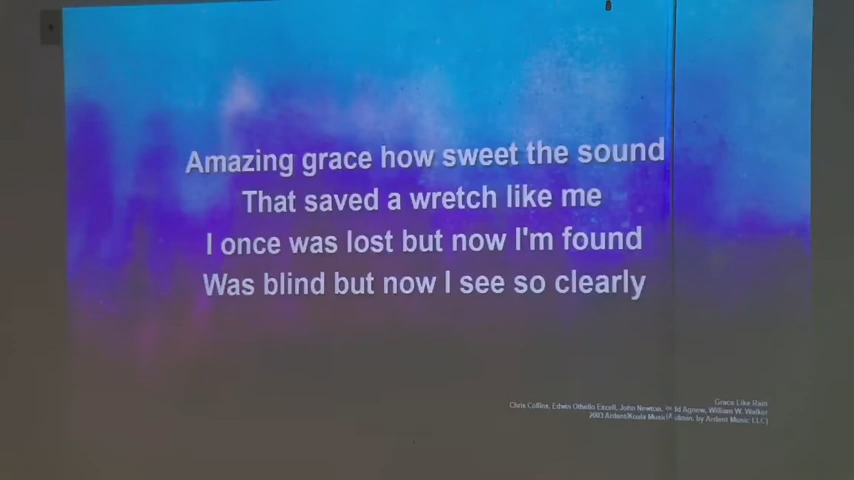 Amazing grace how sweet the sound
That saved a wretch like me
I once was lost but now I'm found
Was blind but now I see so clearly
Grace Like Rain
Chris Collins, Edwin Othello Excell, John Newton, Agnew, William W. Walker
2003 Ardent/Koala Music by Ardent Music LLC)